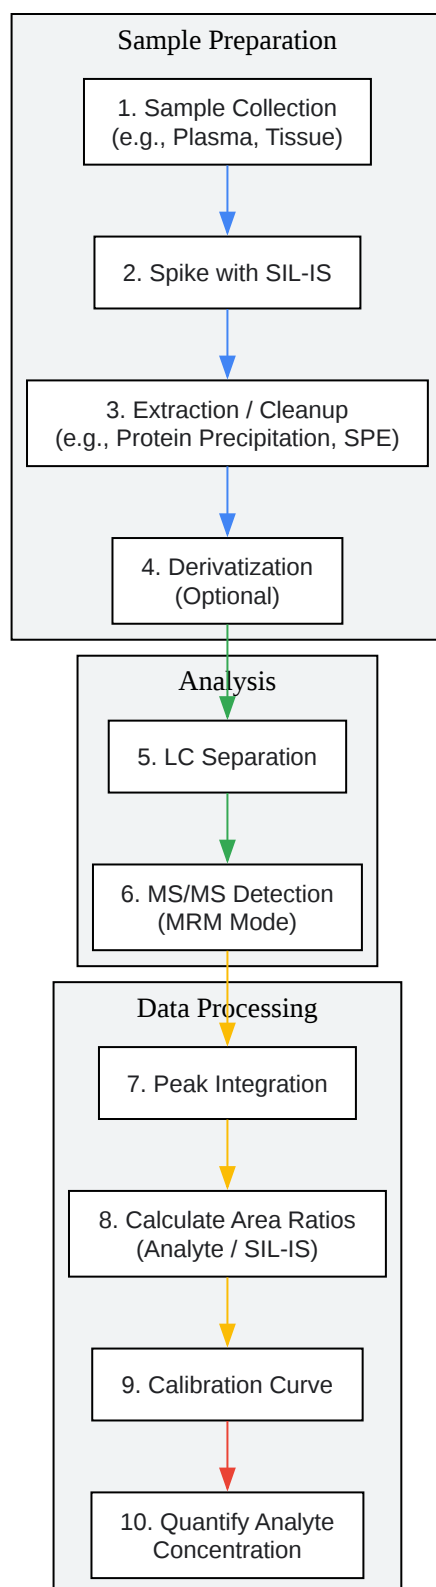 Sample Preparation
1. Sample Collection
(e.g., Plasma, Tissue)
2. Spike with SIL-IS
3. Extraction / Cleanup
(e.g., Protein Precipitation, SPE)
4. Derivatization
(Optional)
Analysis
5. LC Separation
6. MS/MS Detection
(MRM Mode)
Data Processing
7. Peak Integration
8. Calculate Area Ratios
(Analyte / SIL-IS)
9. Calibration Curve
10. Quantify Analyte
Concentration